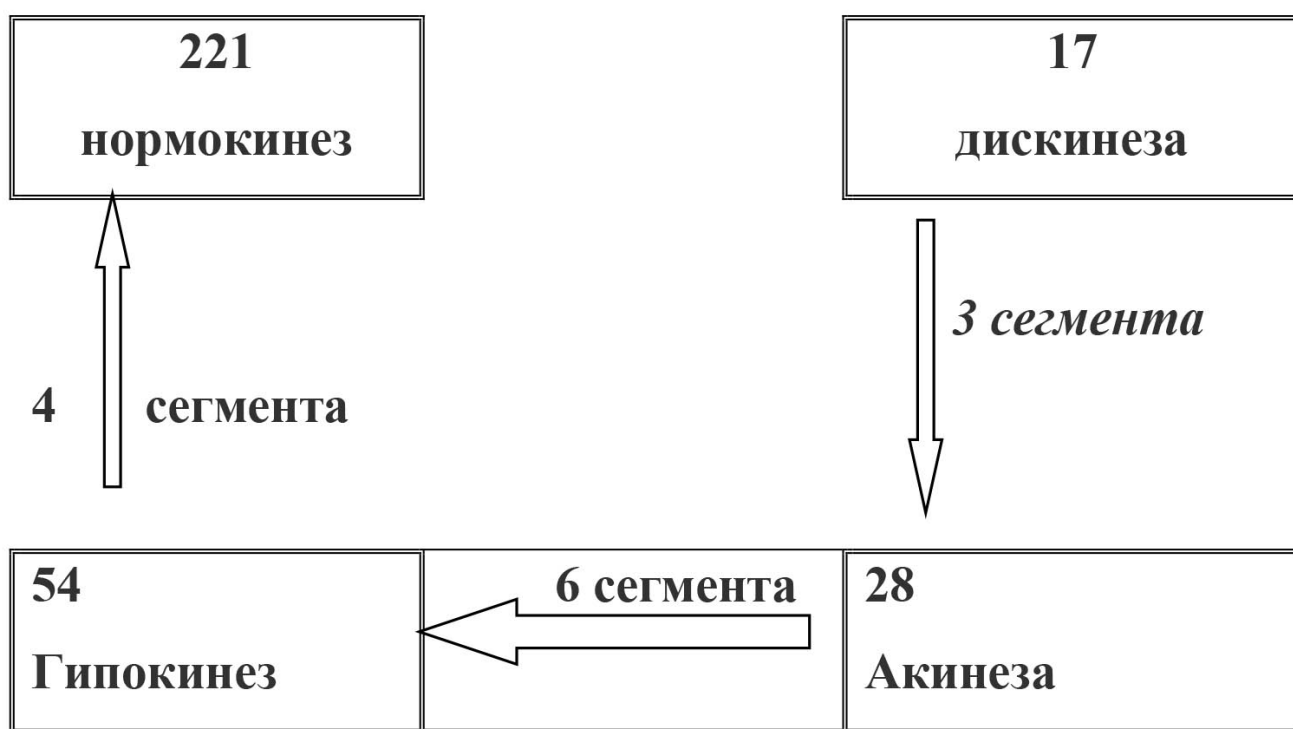 221
нормокинез
17
дискинеза
3 сегмента
4 сегмента
54
Гипокинез
6 сегмента
28
Акинеза